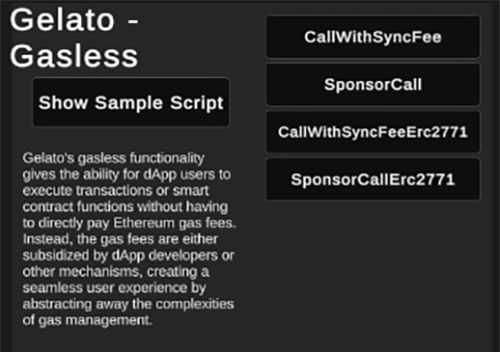 Gelato -
Gasless
Show Sample Script
Gelato's gasless functionality
gives the ability for dApp users to
execute transactions or smart
contract functions without having
to directly pay Ethereum gas fees.
Instead, the gas fees are either
subsidized by dApp developers or
other mechanisms, creating a
seamless user experience by
abstracting away the complexities
of gas management.
CallWithSyncFee
SponsorCall
CallWithSyncFeeErc2771
SponsorCallErc2771